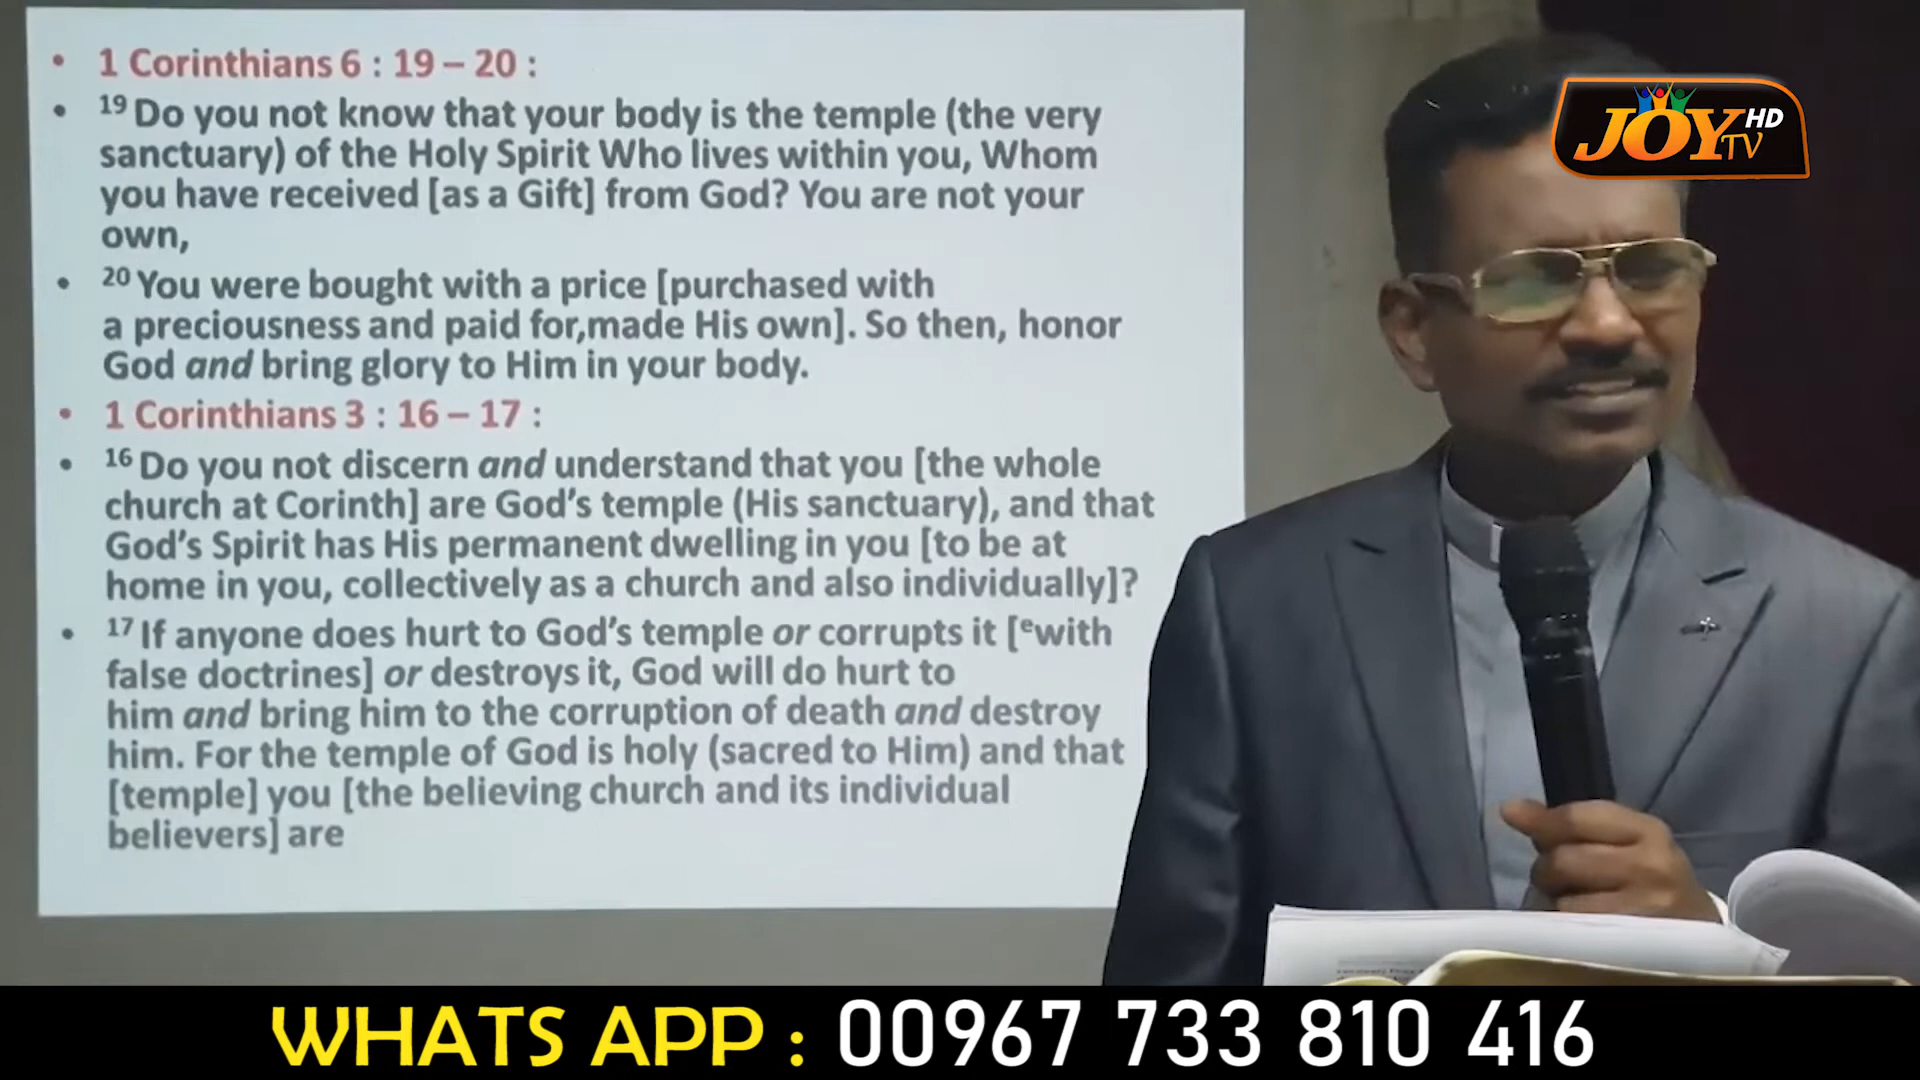 1 Corinthians 6 : 19 – 20 :
19 Do you not know that your body is the temple (the very
sanctuary) of the Holy Spirit Who lives within you, Whom
you have received [as a Gift] from God? You are not your
own,
20 You were bought with a price [purchased with
a preciousness and paid for,made His own]. So then, honor
God and bring glory to Him in your body.
1 Corinthians 3 : 16 – 17 :
16 Do you not discern and understand that you [the whole
church at Corinth] are God’s temple (His sanctuary), and that
God’s Spirit has His permanent dwelling in you [to be at
home in you, collectively as a church and also individually]?
17 If anyone does hurt to God’s temple or corrupts it [e with
false doctrines] or destroys it, God will do hurt to
him and bring him to the corruption of death and destroy
him. For the temple of God is holy (sacred to Him) and that
[temple] you [the believing church and its individual
believers] are
JOY TV HD
WHATS APP : 00967 733 810 416